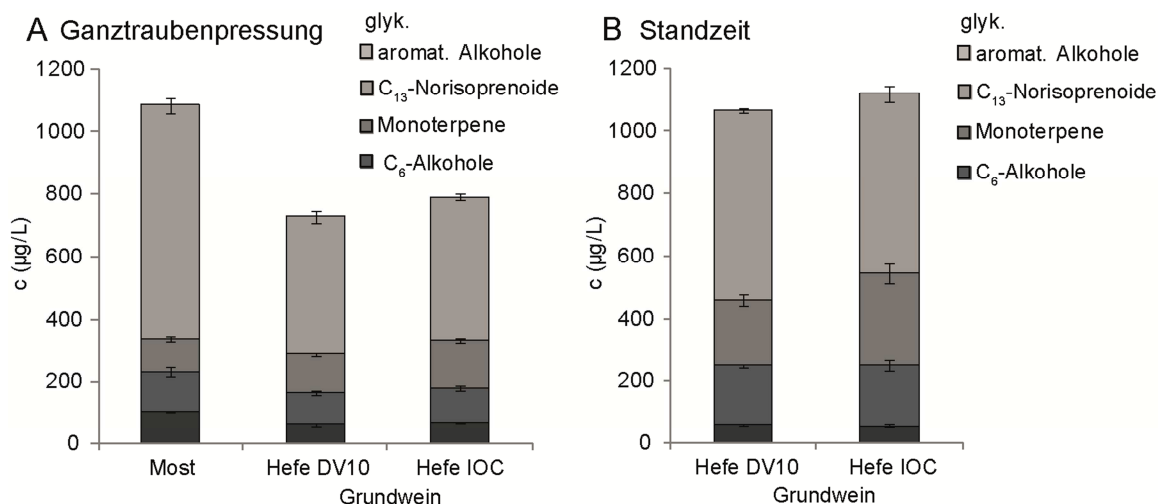 A Ganztraubenpressung
glyk.
aromat. Alkohole
C₁₃-Norisoprenoide
Monoterpene
C₆-Alkohole
1200
1000
800
600
400
200
0
c (µg/L)
Most
Hefe DV10
Hefe IOC
Grundwein
B Standzeit
glyk.
aromat. Alkohole
C₁₃-Norisoprenoide
Monoterpene
C₆-Alkohole
1200
1000
800
600
400
200
0
c (µg/L)
Hefe DV10
Hefe IOC
Grundwein